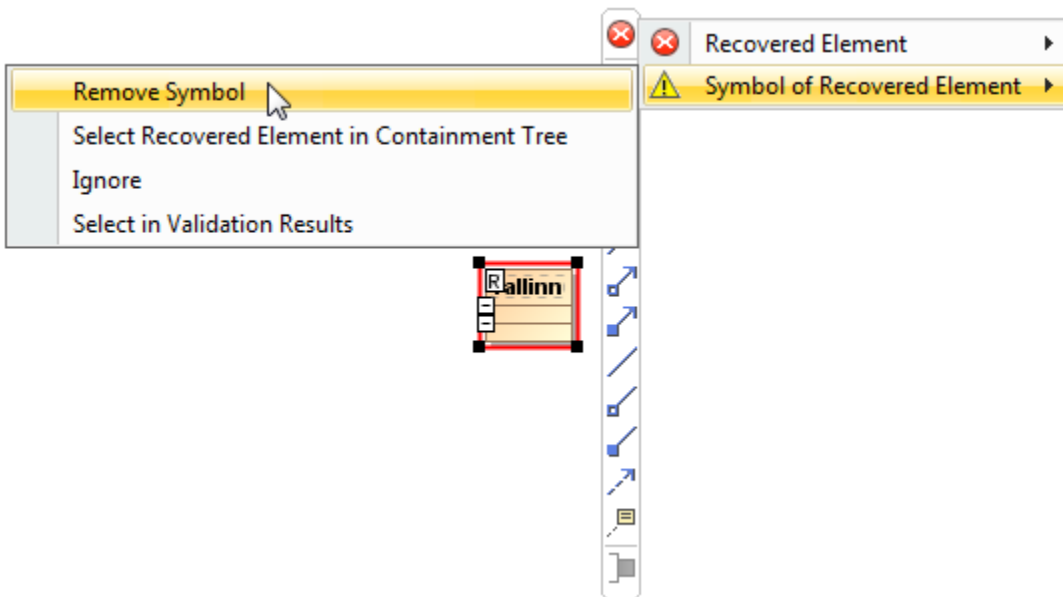 Recovered Element
Symbol of Recovered Element
Remove Symbol
Select Recovered Element in Containment Tree
Ignore
Select in Validation Results
R
allinn